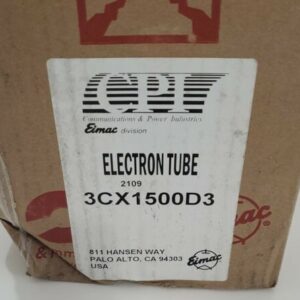 CPI
Communications & Power Industries
Eimac division
ELECTRON TUBE
2109
3CX1500D3
811 HANSEN WAY
PALO ALTO, CA 94303
USA
Eimac